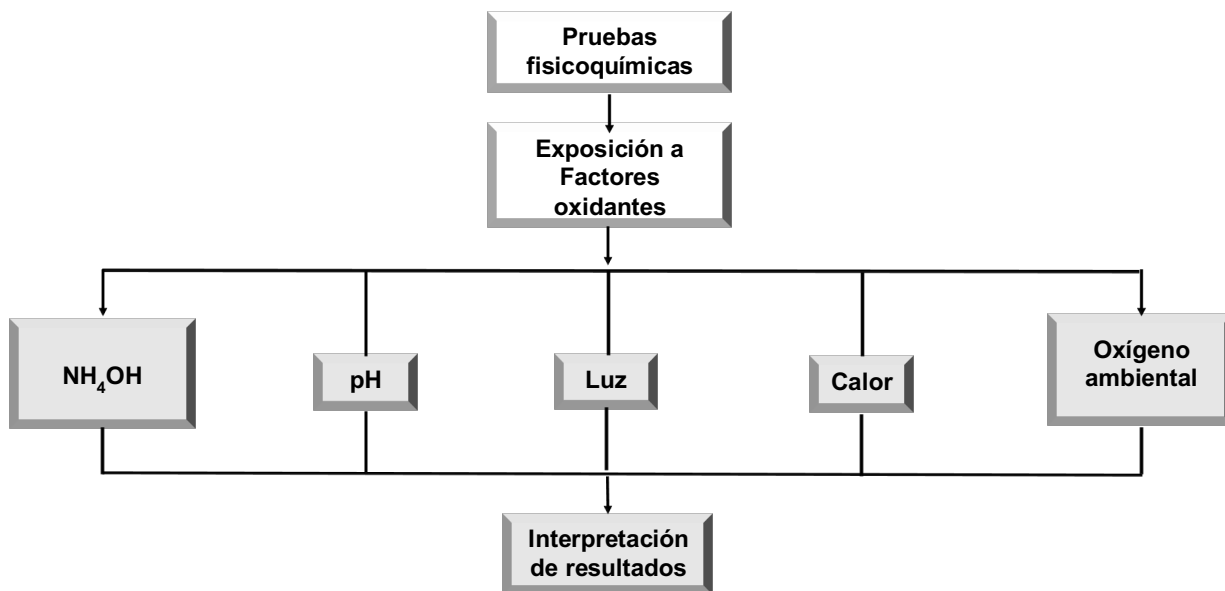 Pruebas
fisicoquímicas
Exposición a
Factores
oxidantes
NH₄OH
pH
Luz
Calor
Oxígeno
ambiental
Interpretación
de resultados